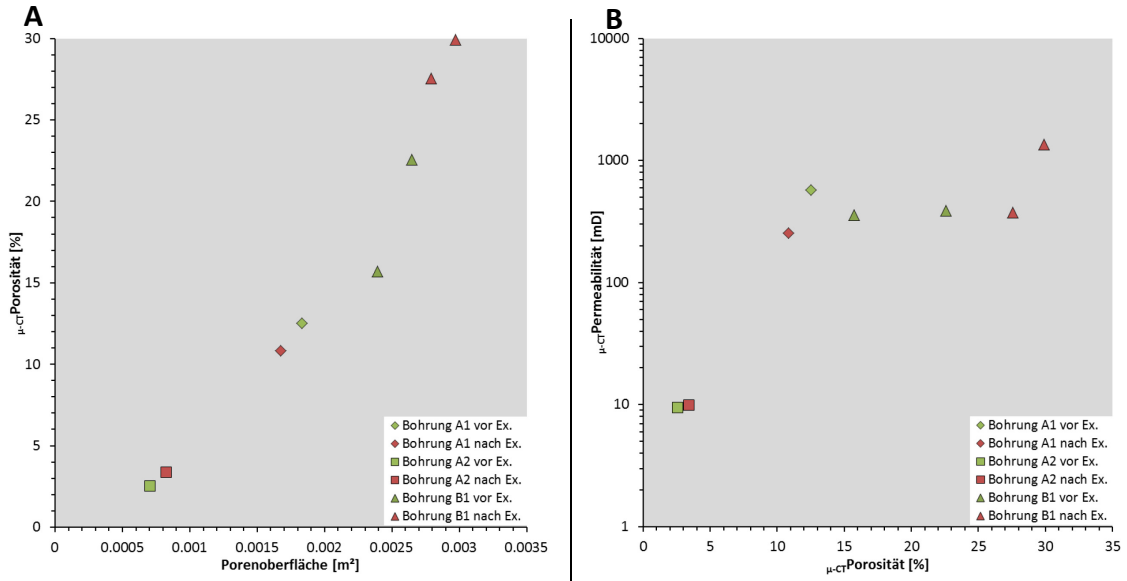 A
30
25
20
15
10
5
0
μ-CTPorosität [%]
0 0.0005 0.001 0.0015 0.002 0.0025 0.003 0.0035
Porenoberfläche [m²]
Bohrung A1 vor Ex.
Bohrung A1 nach Ex.
Bohrung A2 vor Ex.
Bohrung A2 nach Ex.
Bohrung B1 vor Ex.
Bohrung B1 nach Ex.
B
10000
1000
100
10
1
μ-CTPermeabilität [mD]
0 5 10 15 20 25 30 35
μ-CTPorosität [%]
Bohrung A1 vor Ex.
Bohrung A1 nach Ex.
Bohrung A2 vor Ex.
Bohrung A2 nach Ex.
Bohrung B1 vor Ex.
Bohrung B1 nach Ex.